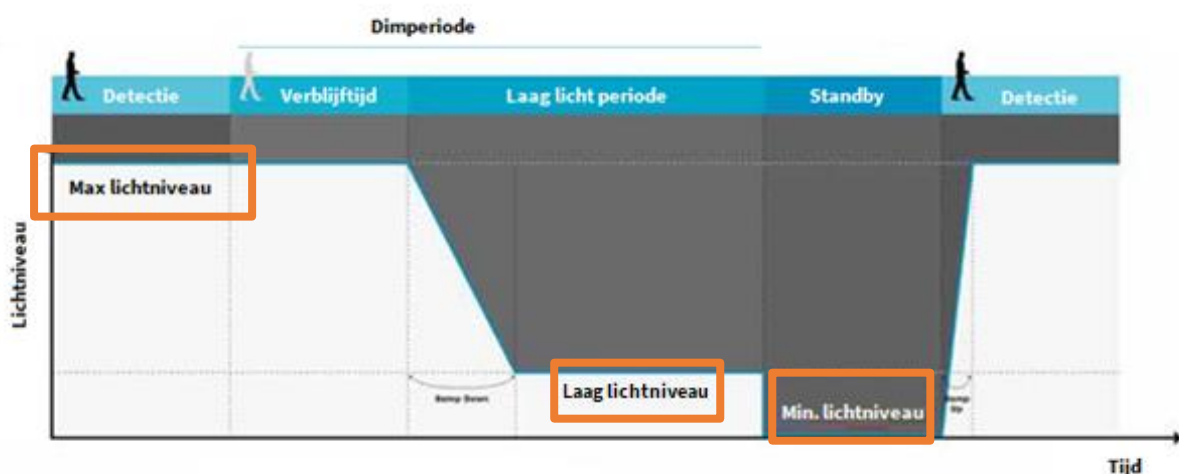 Dimperiode
Detectie
Verblijftijd
Laag licht periode
Standby
Detectie
Max lichtniveau
Lichtniveau
Ramp Down
Laag lichtniveau
Min. lichtniveau
Ramp
Up
Tijd